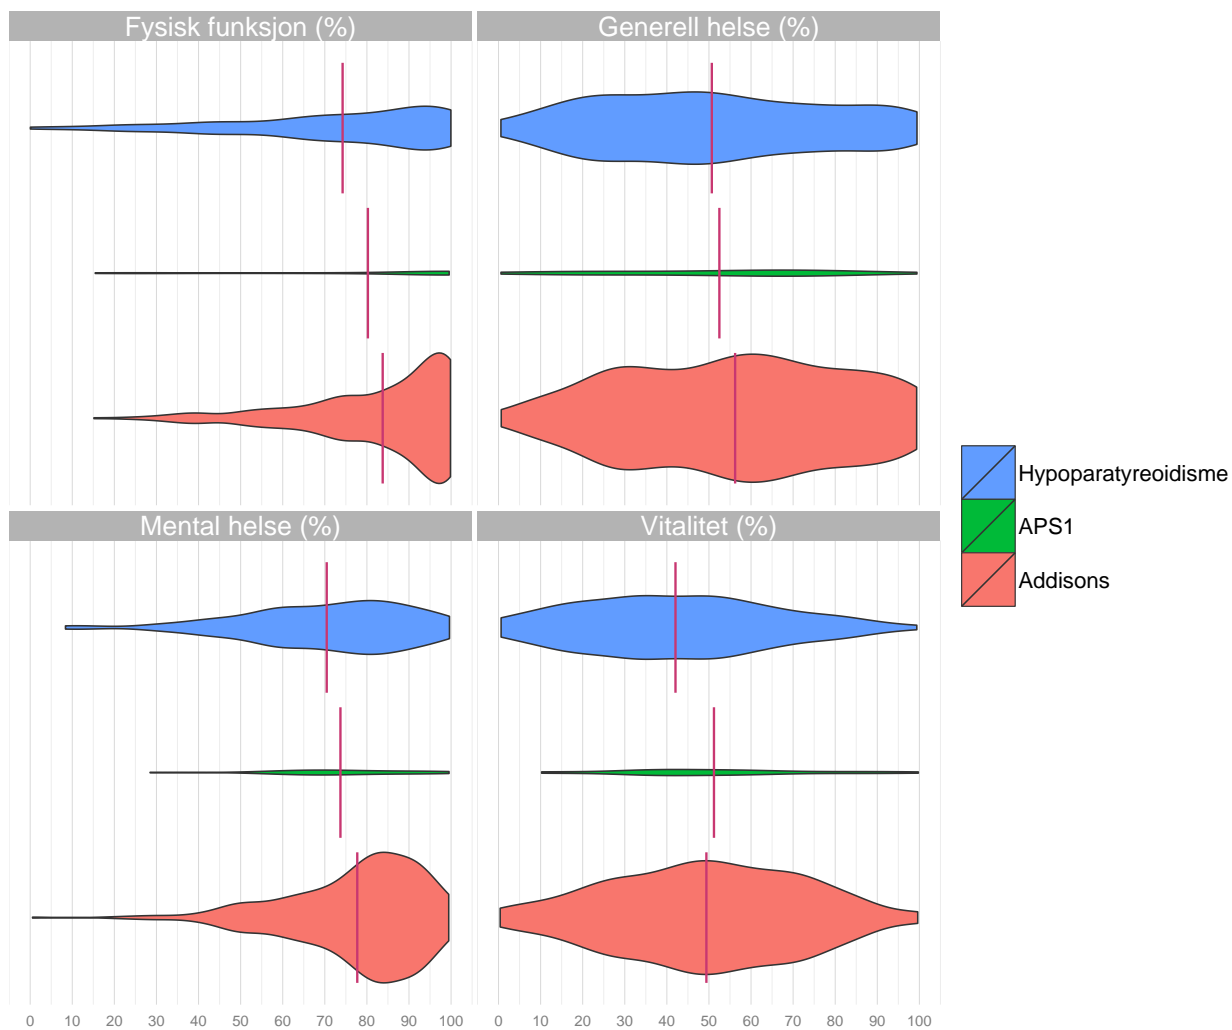 Fysisk funksjon (%)
Generell helse (%)
Mental helse (%)
Vitalitet (%)
0 10 20 30 40 50 60 70 80 90 100
0 10 20 30 40 50 60 70 80 90 100
Hypoparatyreoidisme
APS1
Addisons